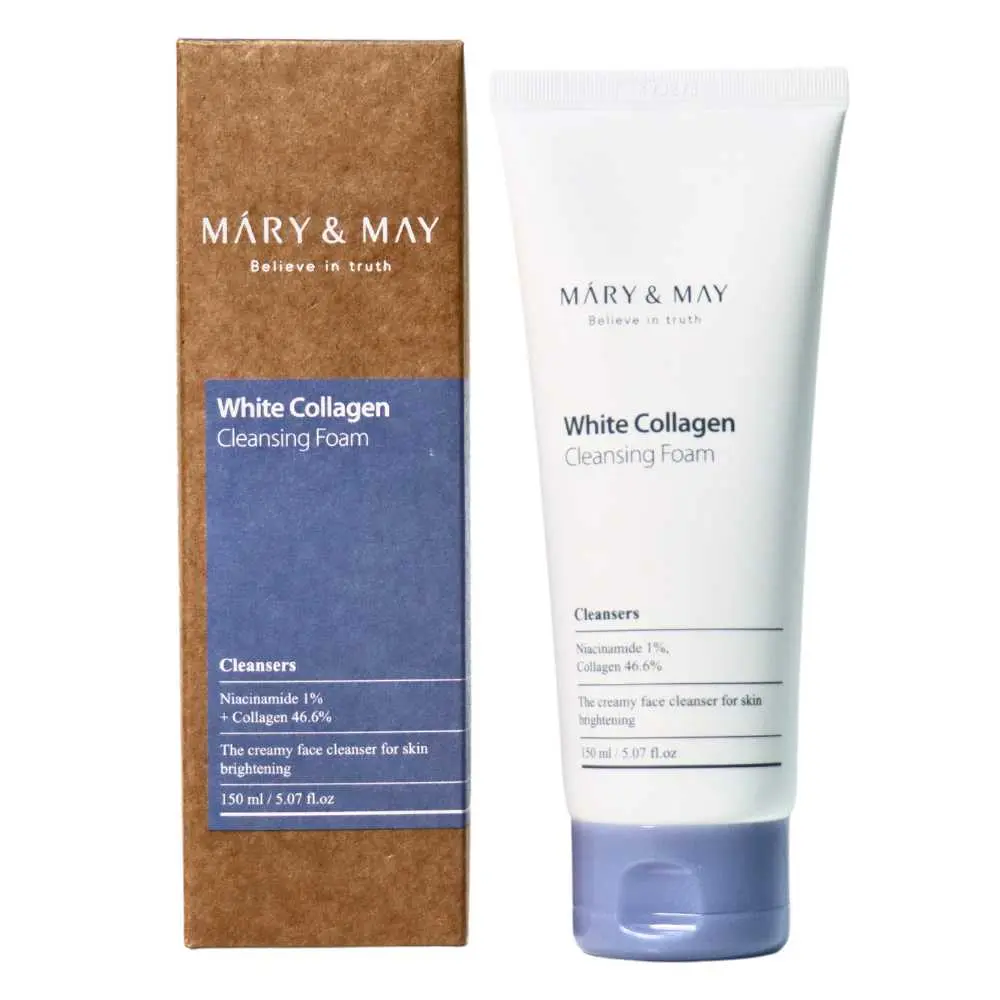 MÁRY & MAY
Believe in truth
White Collagen
Cleansing Foam
Cleansers
Niacinamide 1%
+ Collagen 46.6%
The creamy face cleanser for skin
brightening
150 ml / 5.07 fl.oz
MÁRY & MAY
Believe in truth
White Collagen
Cleansing Foam
Cleansers
Niacinamide 1%,
Collagen 46.6%
The creamy face cleanser for skin
brightening
150 ml / 5.07 fl.oz